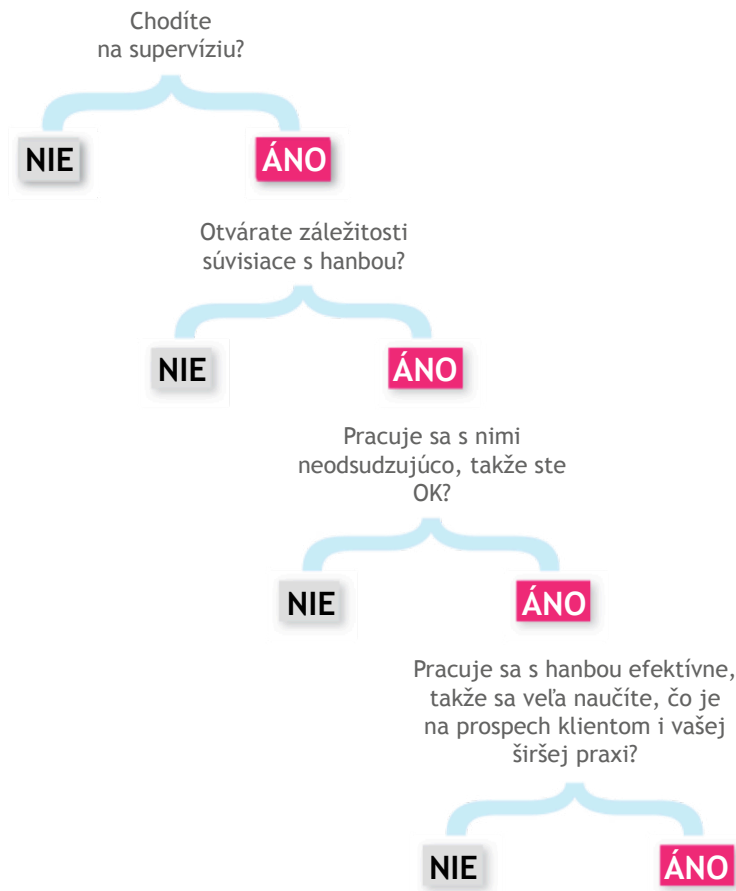 Chodíte
na supervíziu?
NIE
ÁNO
Otvárate záležitosti
súvisiace s hanbou?
NIE
ÁNO
Pracuje sa s nimi
neodsudzujúco, takže ste
OK?
NIE
ÁNO
Pracuje sa s hanbou efektívne,
takže sa veľa naučíte, čo je
na prospech klientom i vašej
širšej praxi?
NIE
ÁNO